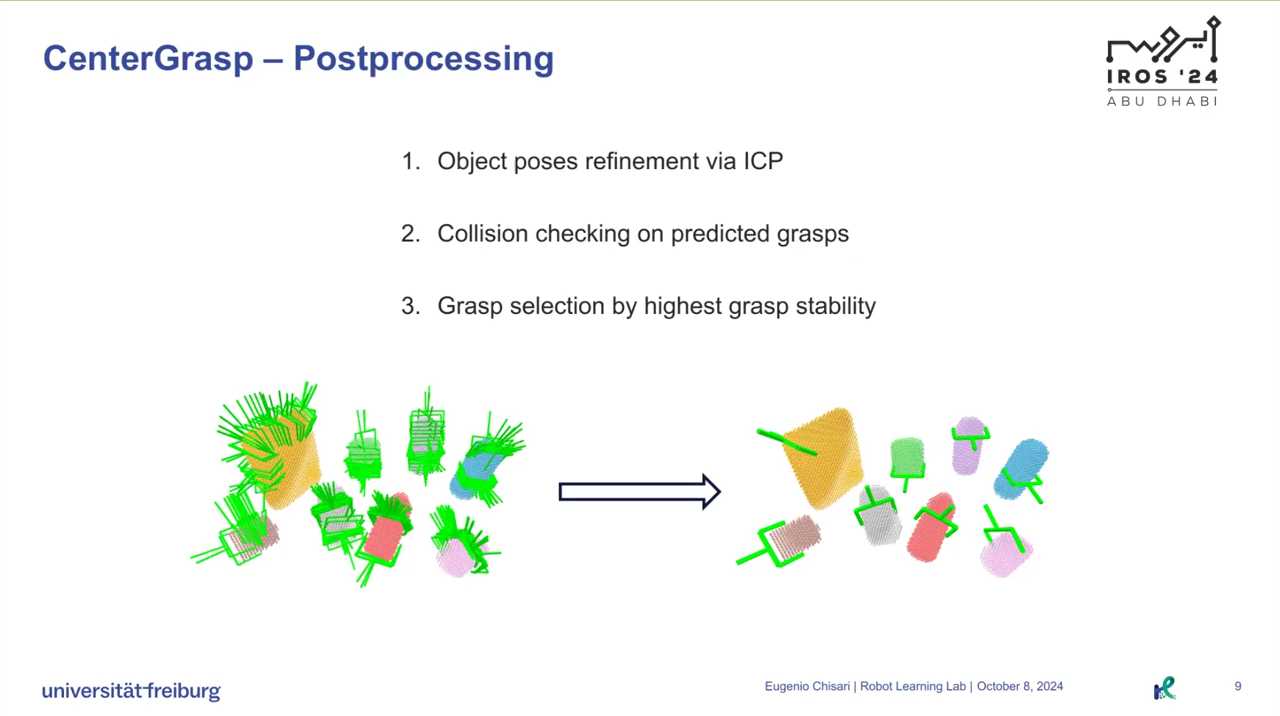 CenterGrasp – Postprocessing
IROS '24
ABU DHABI
1. Object poses refinement via ICP
2. Collision checking on predicted grasps
3. Grasp selection by highest grasp stability
universität freiburg
Eugenio Chisari | Robot Learning Lab | October 8, 2024
9